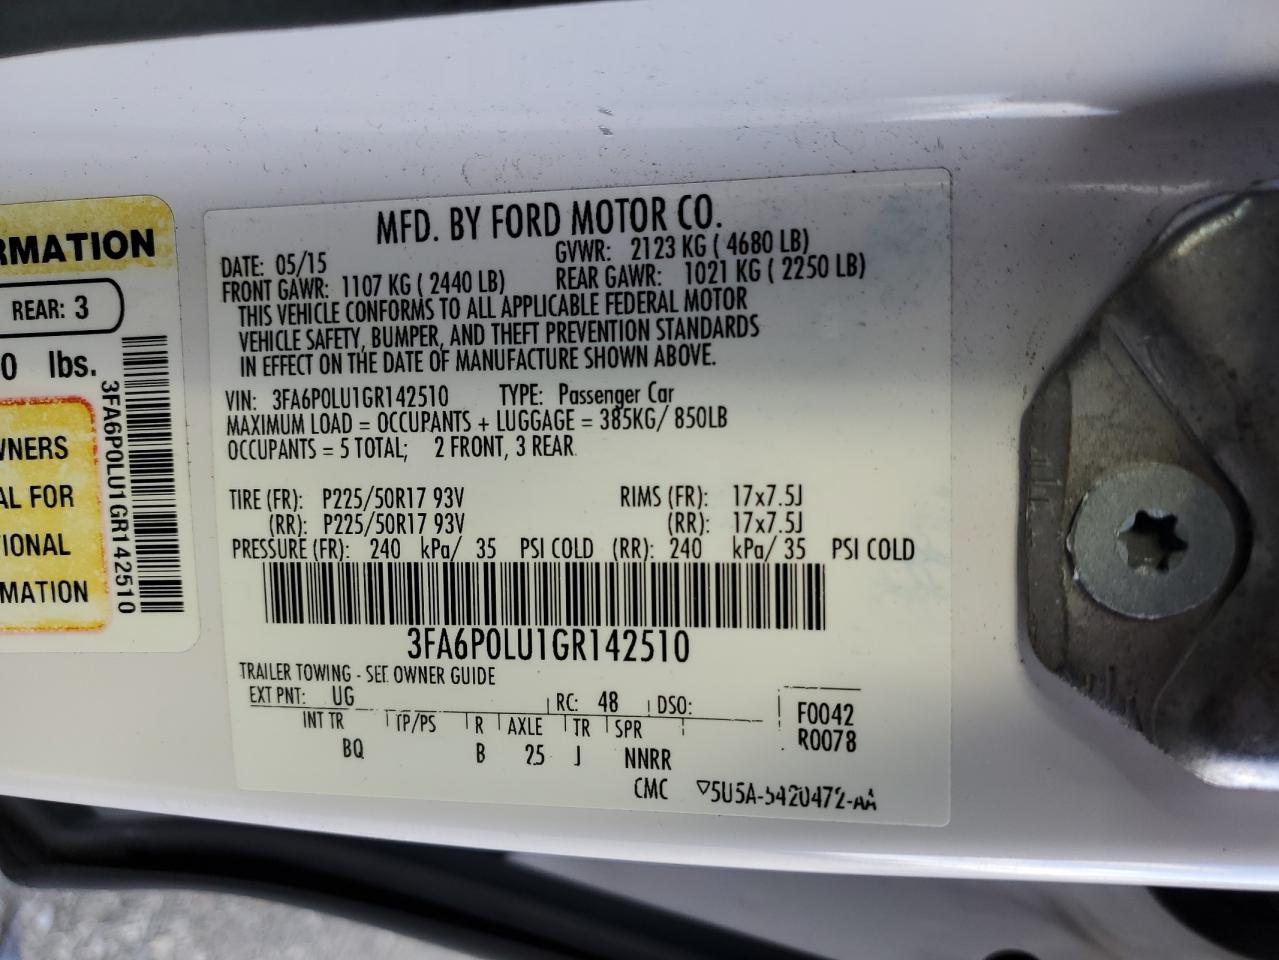 RMATION
REAR: 3
0 lbs.
3FA6P0LU1GR142510
WNERS
AL FOR
TIONAL
MATION
MFD. BY FORD MOTOR CO.
DATE: 05/15 GVWR: 2123 KG ( 4680 LB)
FRONT GAWR: 1107 KG ( 2440 LB) REAR GAWR: 1021 KG ( 2250 LB)
THIS VEHICLE CONFORMS TO ALL APPLICABLE FEDERAL MOTOR
VEHICLE SAFETY, BUMPER, AND THEFT PREVENTION STANDARDS
IN EFFECT ON THE DATE OF MANUFACTURE SHOWN ABOVE.
VIN: 3FA6P0LU1GR142510 TYPE: Passenger Car
MAXIMUM LOAD = OCCUPANTS + LUGGAGE = 385KG/ 850LB
OCCUPANTS = 5 TOTAL; 2 FRONT, 3 REAR
TIRE (FR): P225/50R17 93V RIMS (FR): 17x7.5J
(RR): P225/50R17 93V (RR): 17x7.5J
PRESSURE (FR): 240 kPa/ 35 PSI COLD (RR): 240 kPa/ 35 PSI COLD
3FA6P0LU1GR142510
TRAILER TOWING - SEE OWNER GUIDE
EXT PNT: UG RC: 48 DSO: F0042
INT TR TP/PS R AXLE TR SPR R0078
BQ B 25 J NNRR
CMC ▽5U5A-5420472-AA